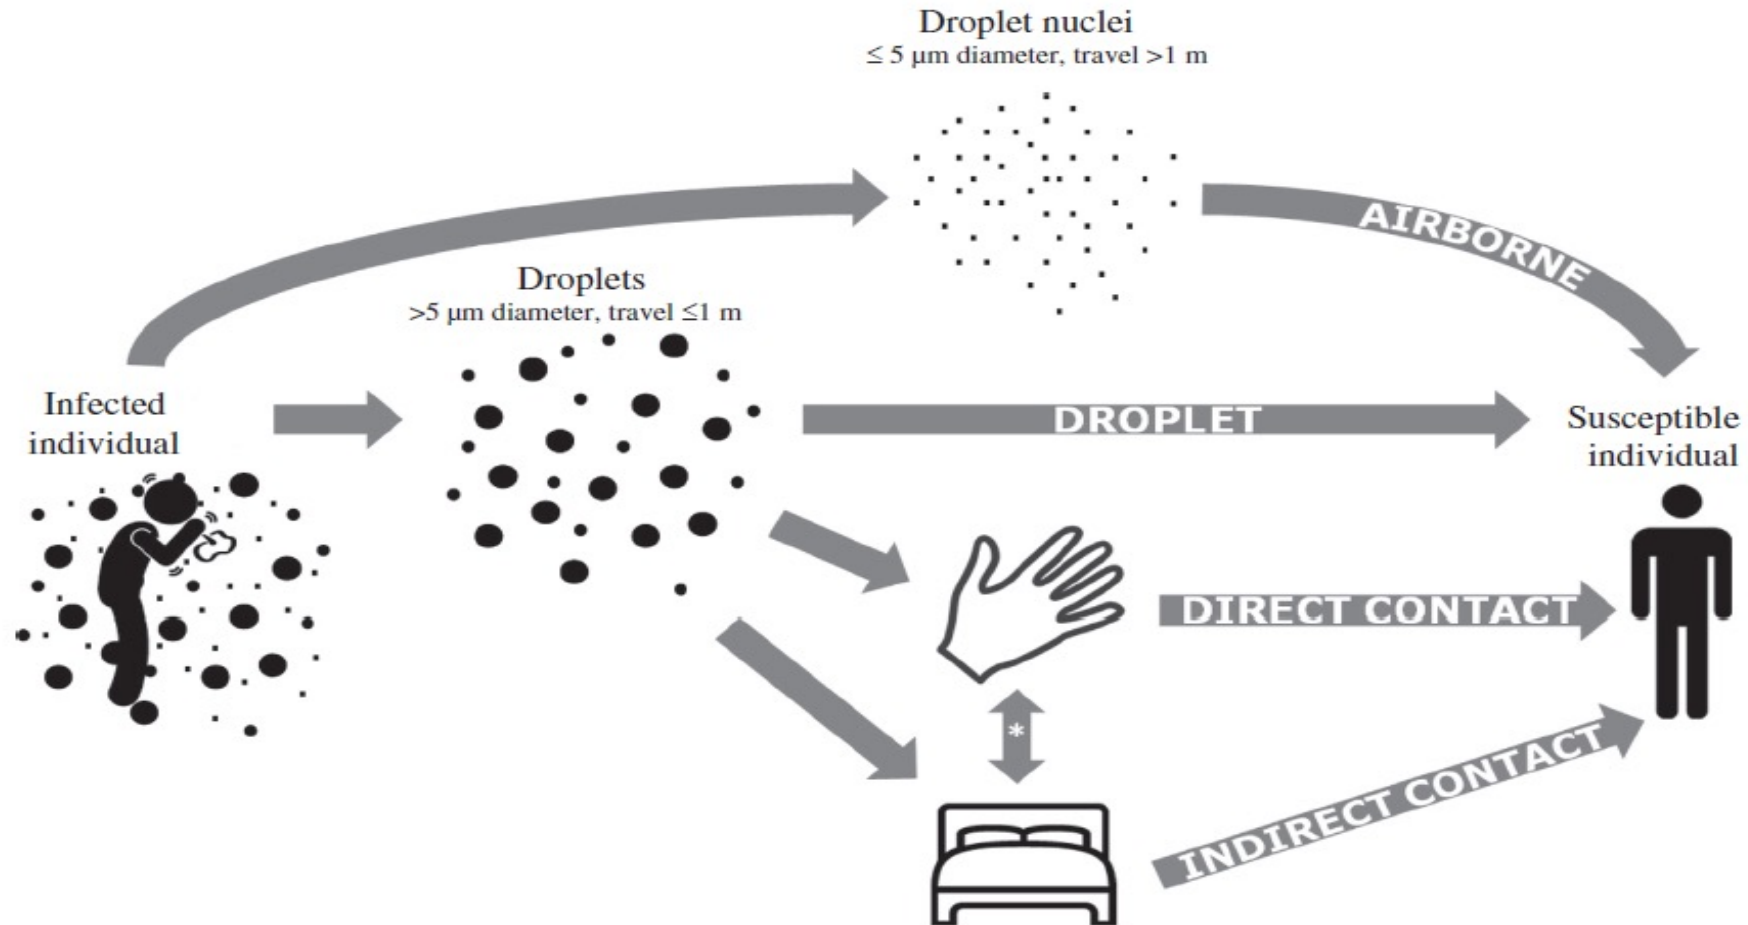 Droplet nuclei
≤ 5 µm diameter, travel >1 m
AIRBORNE
Droplets
>5 µm diameter, travel ≤1 m
Infected
individual
DROPLET
Susceptible
individual
DIRECT CONTACT
*
INDIRECT CONTACT